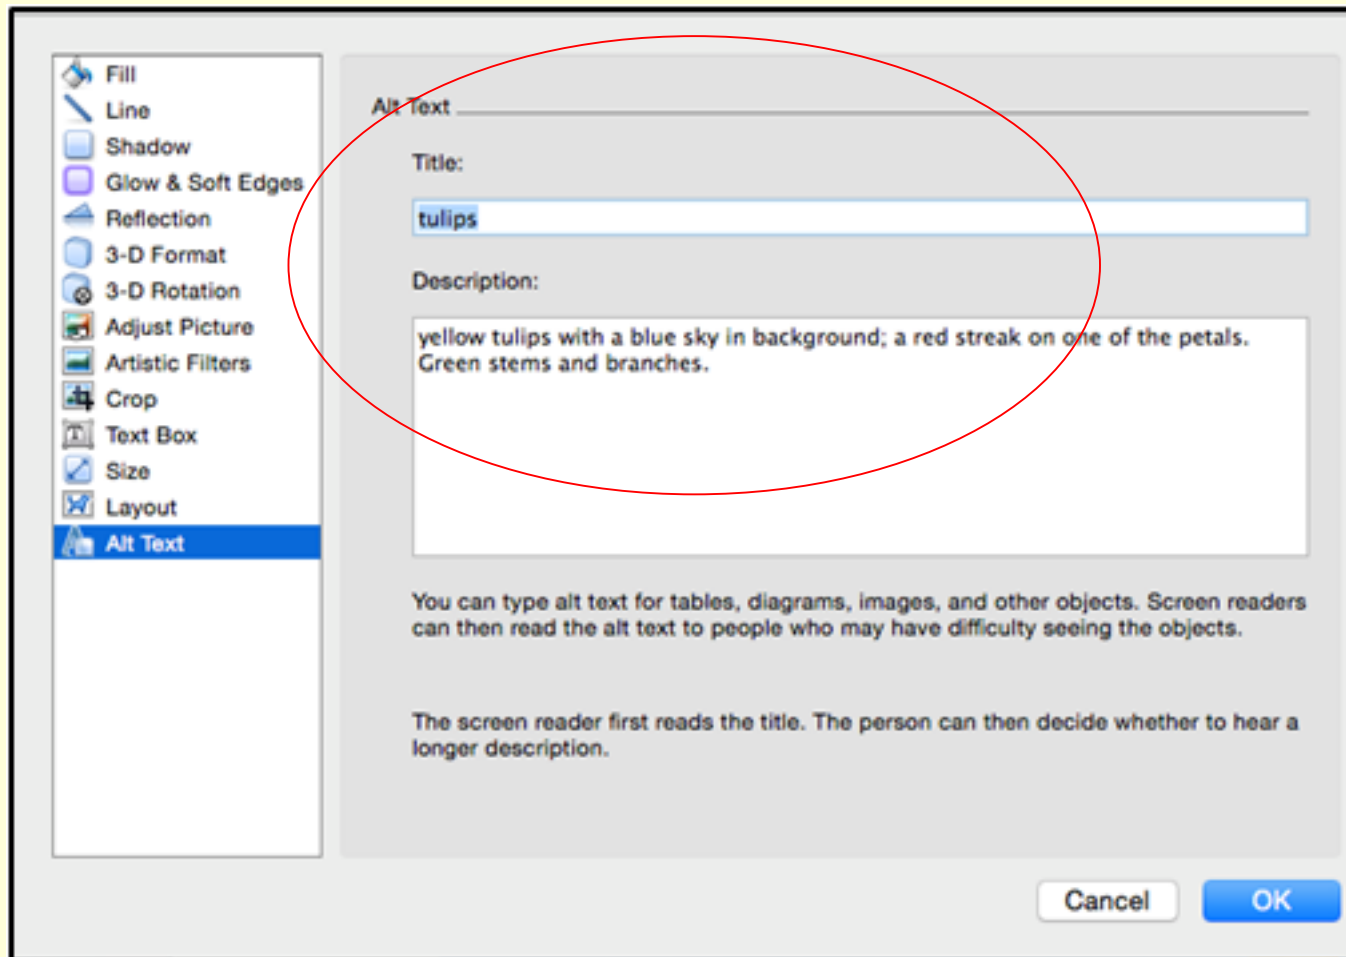 Fill
Line
Shadow
Glow & Soft Edges
Reflection
3-D Format
3-D Rotation
Adjust Picture
Artistic Filters
Crop
Text Box
Size
Layout
Alt Text
Alt Text
Title:
tulips
Description:
yellow tulips with a blue sky in background; a red streak on one of the petals.
Green stems and branches.
You can type alt text for tables, diagrams, images, and other objects. Screen readers
can then read the alt text to people who may have difficulty seeing the objects.
The screen reader first reads the title. The person can then decide whether to hear a
longer description.
Cancel
OK